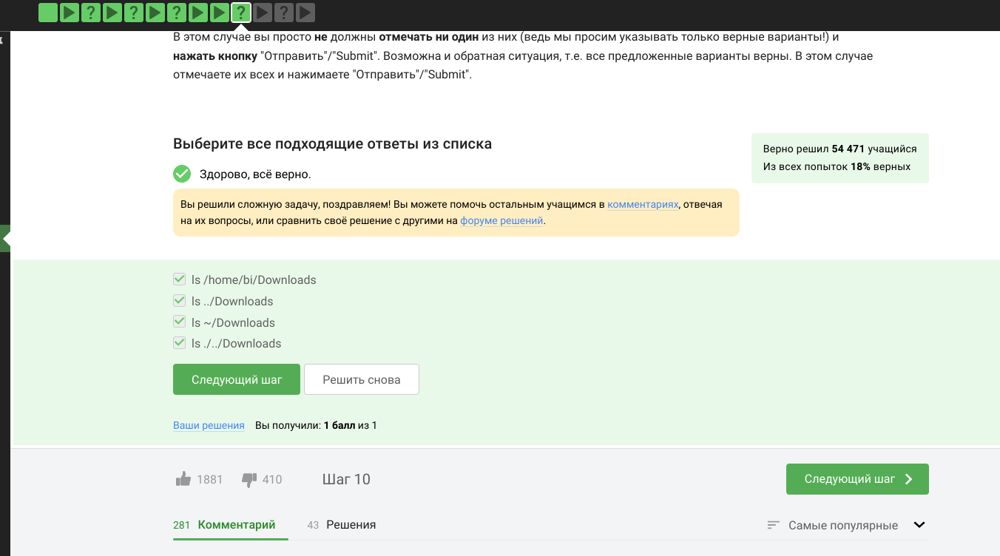 ? ? ? ? ?
В этом случае вы просто не должны отмечать ни один из них (ведь мы просим указывать только верные варианты!) и
нажать кнопку "Отправить"/"Submit". Возможна и обратная ситуация, т.е. все предложенные варианты верны. В этом случае
отмечаете их всех и нажимаете "Отправить"/"Submit".
Выберите все подходящие ответы из списка
Верно решил 54 471 учащийся
Из всех попыток 18% верных
Здорово, всё верно.
Вы решили сложную задачу, поздравляем! Вы можете помочь остальным учащимся в комментариях, отвечая
на их вопросы, или сравнить своё решение с другими на форуме решений.
ls /home/bi/Downloads
ls ../Downloads
ls ~/Downloads
ls ./../Downloads
Следующий шаг Решить снова
Ваши решения Вы получили: 1 балл из 1
1881 410 Шаг 10 Следующий шаг
281 Комментарий 43 Решения Самые популярные